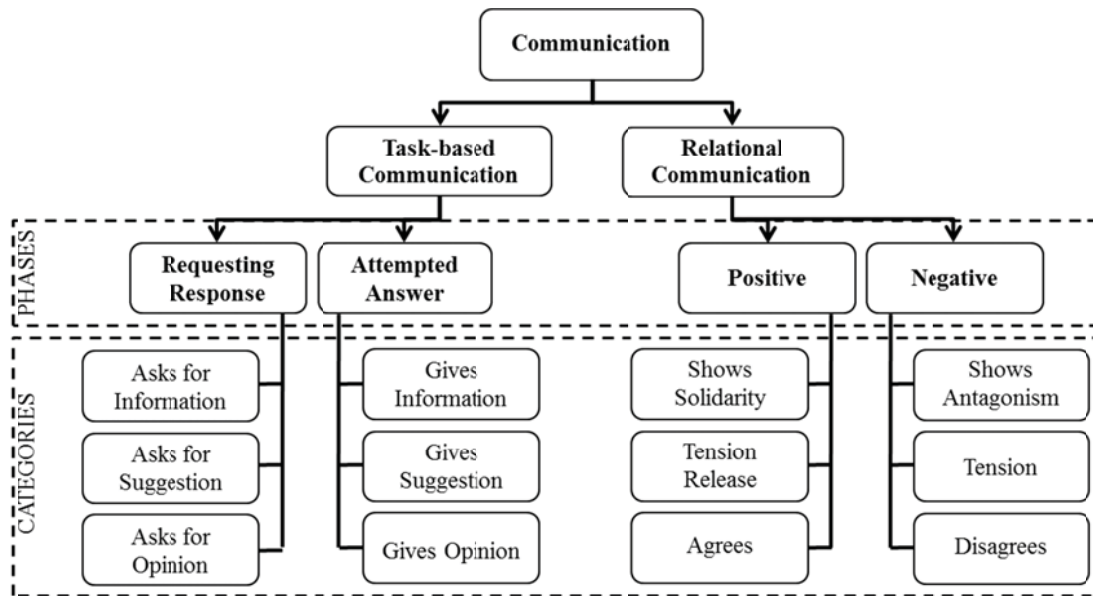 Communication
Task-based
Communication
Relational
Communication
PHASES
Requesting
Response
Attempted
Answer
Positive
Negative
CATEGORIES
Asks for
Information
Gives
Information
Shows
Solidarity
Shows
Antagonism
Asks for
Suggestion
Gives
Suggestion
Tension
Release
Tension
Asks for
Opinion
Gives Opinion
Agrees
Disagrees